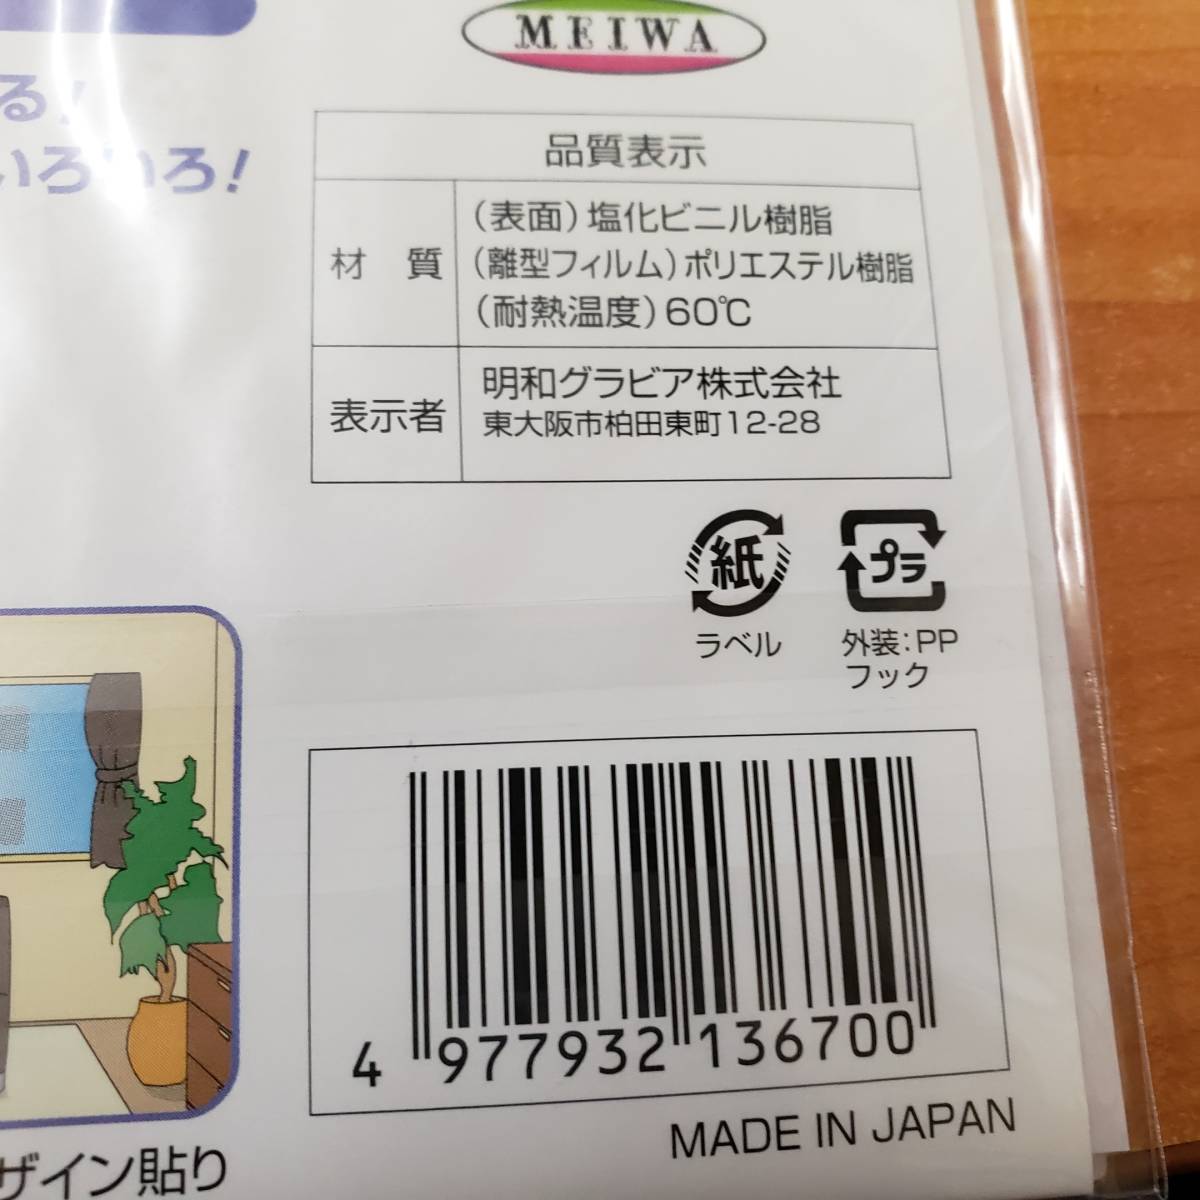 MEIWA
る!
いろいろ!
品質表示
材 質
(表面)塩化ビニル樹脂
(離型フィルム)ポリエステル樹脂
(耐熱温度)60℃
表示者
明和グラビア株式会社
東大阪市柏田東町12-28
紙
プラ
ラベル
外装:PP
フック
4 977932 136700
MADE IN JAPAN
ザイン貼り